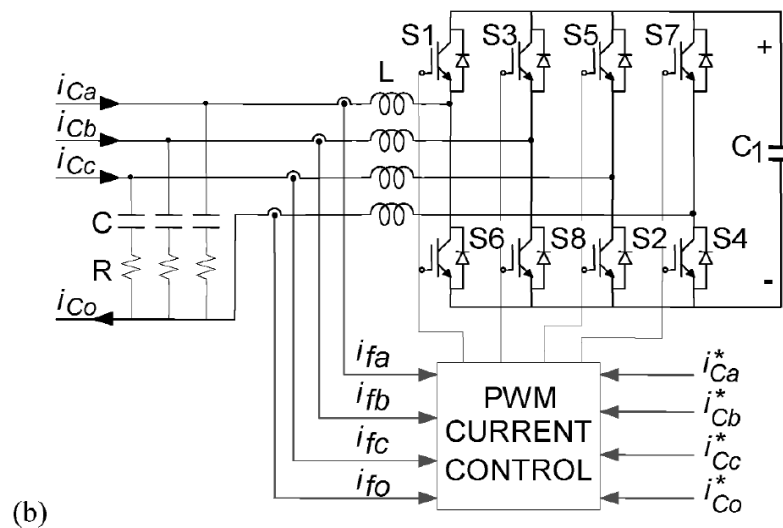 S1 S3 S5 S7
L
+
i_Ca
i_Cb
i_Cc
C1
C
R
S6 S8 S2 S4
-
i_Co
i_fa
i_fb
i_fc
i_fo
PWM
CURRENT
CONTROL
i*_Ca
i*_Cb
i*_Cc
i*_Co
(b)